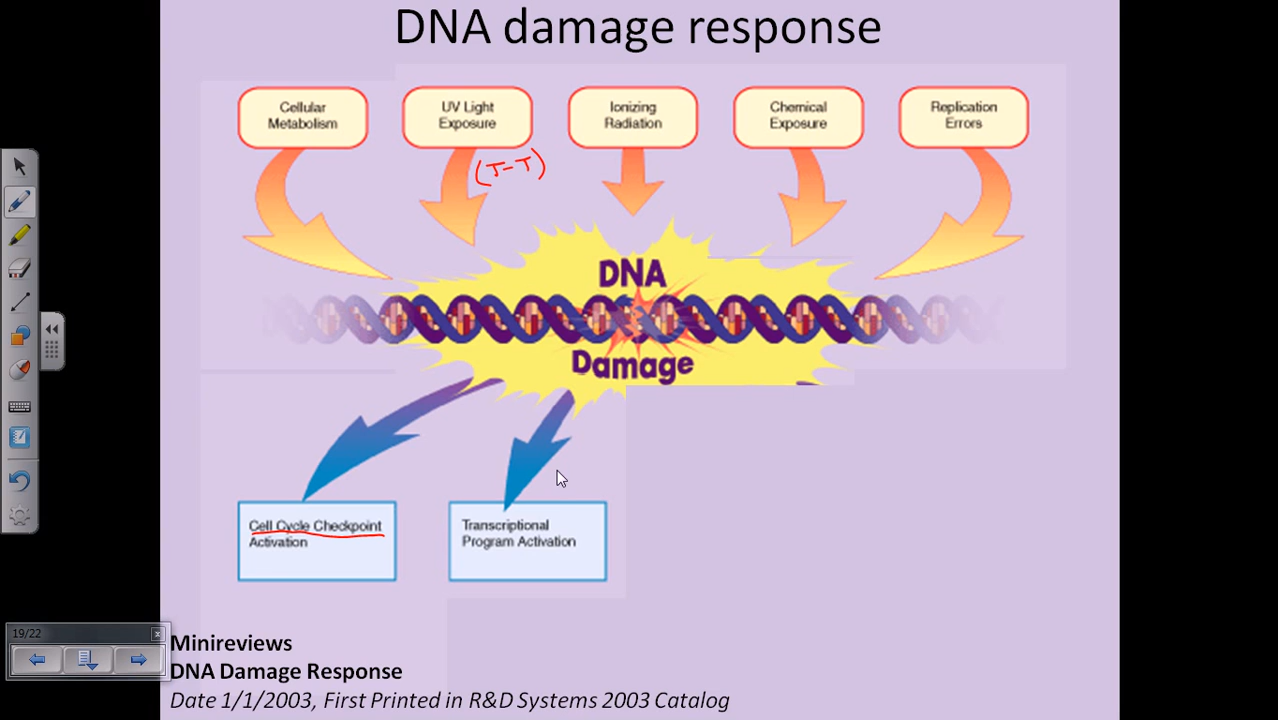 DNA damage response
Cellular
Metabolism
UV Light
Exposure
Ionizing
Radiation
Chemical
Exposure
Replication
Errors
(T-T)
DNA
Damage
Cell Cycle Checkpoint
Activation
Transcriptional
Program Activation
19/22
Minireviews
DNA Damage Response
Date 1/1/2003, First Printed in R&D Systems 2003 Catalog